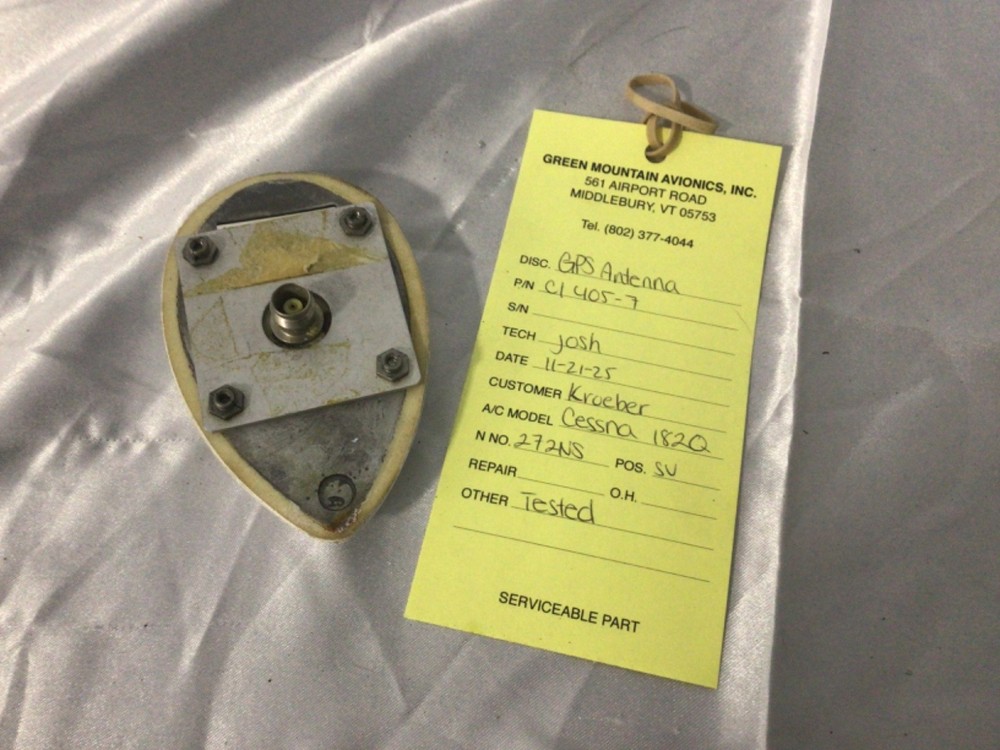 GREEN MOUNTAIN AVIONICS, INC.
561 AIRPORT ROAD
MIDDLEBURY, VT 05753
Tel. (802) 377-4044
DISC. GPS Antenna
P/N CI 405-7
S/N
TECH Josh
DATE 11-21-25
CUSTOMER Kroeber
A/C MODEL Cessna 182Q
N NO. 272NS POS. SV
REPAIR O.H.
OTHER Tested
SERVICEABLE PART